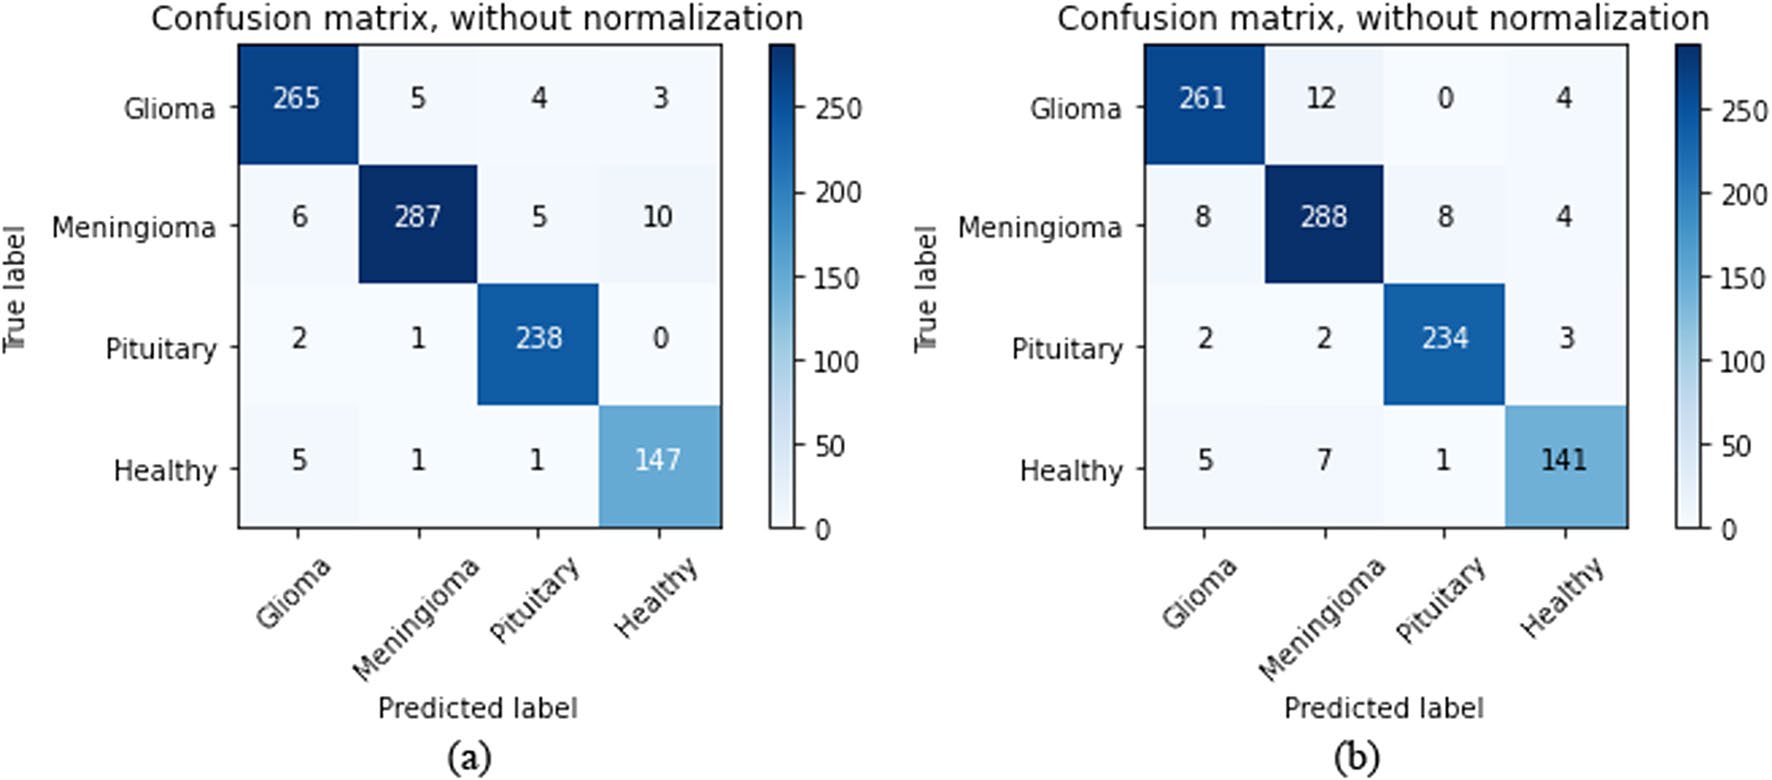 Confusion matrix, without normalization
True label
Glioma 265 5 4 3
Meningioma 6 287 5 10
Pituitary 2 1 238 0
Healthy 5 1 1 147
Glioma Meningioma Pituitary Healthy
Predicted label
250
200
150
100
50
0
(a)
Confusion matrix, without normalization
True label
Glioma 261 12 0 4
Meningioma 8 288 8 4
Pituitary 2 2 234 3
Healthy 5 7 1 141
Glioma Meningioma Pituitary Healthy
Predicted label
250
200
150
100
50
0
(b)